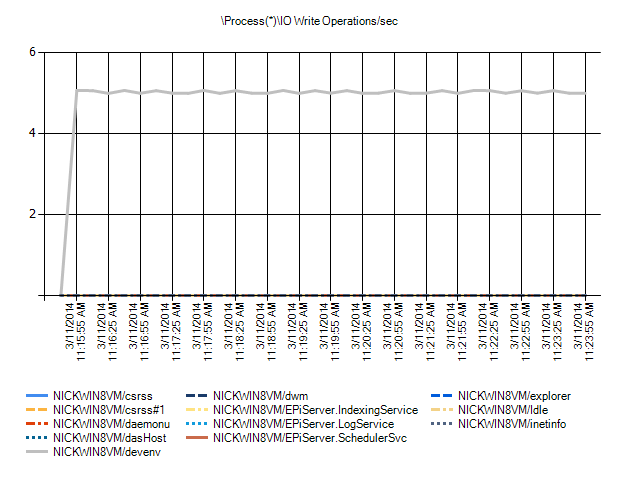 \Process(*)\IO Write Operations/sec
6
4
2
3/11/2014 11:15:55 AM
3/11/2014 11:16:25 AM
3/11/2014 11:16:55 AM
3/11/2014 11:17:25 AM
3/11/2014 11:17:55 AM
3/11/2014 11:18:25 AM
3/11/2014 11:18:55 AM
3/11/2014 11:19:25 AM
3/11/2014 11:19:55 AM
3/11/2014 11:20:25 AM
3/11/2014 11:20:55 AM
3/11/2014 11:21:25 AM
3/11/2014 11:21:55 AM
3/11/2014 11:22:25 AM
3/11/2014 11:22:55 AM
3/11/2014 11:23:25 AM
3/11/2014 11:23:55 AM
NICKWIN8VM/csrss
NICKWIN8VM/csrss#1
NICKWIN8VM/daemonu
NICKWIN8VM/dasHost
NICKWIN8VM/devenv
NICKWIN8VM/dwm
NICKWIN8VM/EPiServer.IndexingService
NICKWIN8VM/EPiServer.LogService
NICKWIN8VM/EPiServer.SchedulerSvc
NICKWIN8VM/explorer
NICKWIN8VM/Idle
NICKWIN8VM/inetinfo